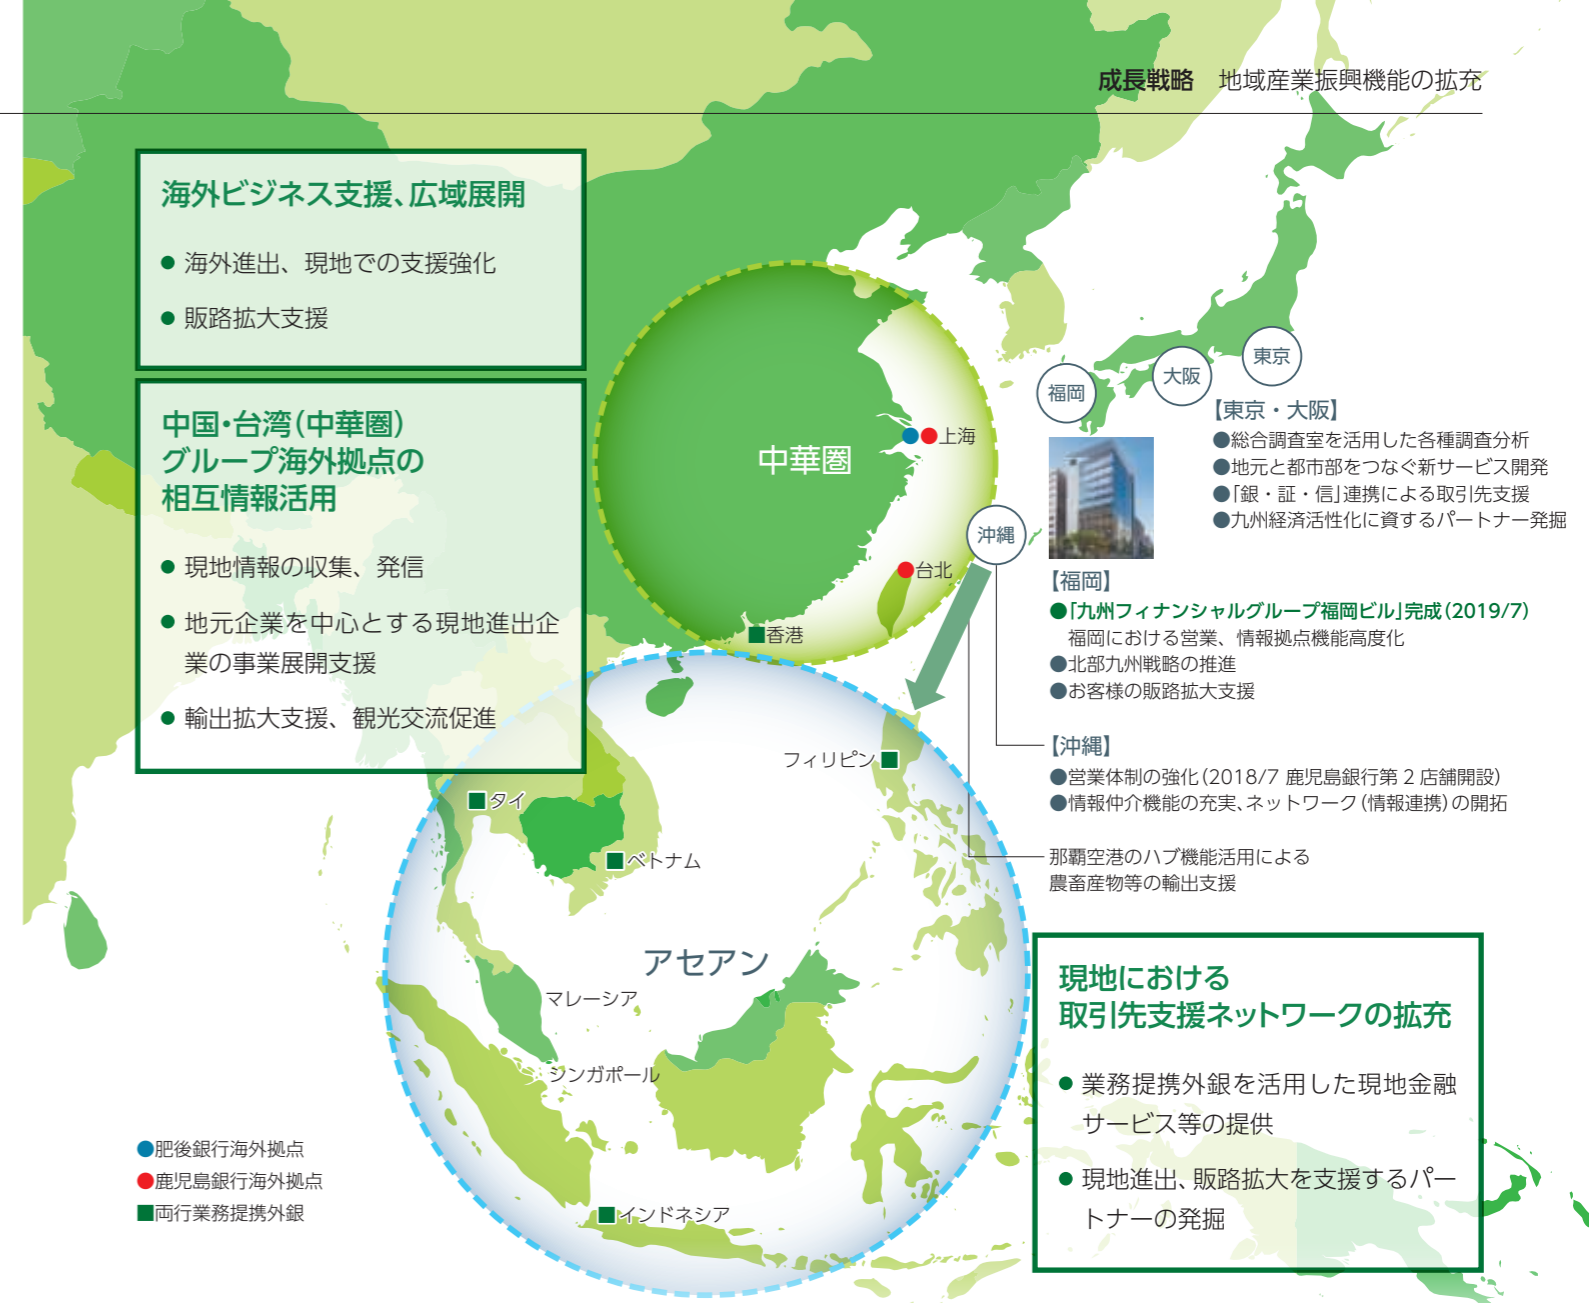 成長戦略　地域産業振興機能の拡充
海外ビジネス支援、広域展開
● 海外進出、現地での支援強化
● 販路拡大支援
中国・台湾（中華圏）
グループ海外拠点の
相互情報活用
● 現地情報の収集、発信
● 地元企業を中心とする現地進出企
業の事業展開支援
● 輸出拡大支援、観光交流促進
中華圏
●●上海
●台北
■香港
沖縄
福岡
大阪
東京
【東京・大阪】
●総合調査室を活用した各種調査分析
●地元と都市部をつなぐ新サービス開発
●「銀・証・信」連携による取引先支援
●九州経済活性化に資するパートナー発掘
【福岡】
●「九州フィナンシャルグループ福岡ビル」完成（2019/7）
福岡における営業、情報拠点機能高度化
●北部九州戦略の推進
●お客様の販路拡大支援
【沖縄】
●営業体制の強化（2018/7 鹿児島銀行第 2 店舗開設）
●情報仲介機能の充実、ネットワーク（情報連携）の開拓
那覇空港のハブ機能活用による
農畜産物等の輸出支援
フィリピン■
■タイ
■ベトナム
アセアン
マレーシア
シンガポール
■インドネシア
現地における
取引先支援ネットワークの拡充
● 業務提携外銀を活用した現地金融
サービス等の提供
● 現地進出、販路拡大を支援するパー
トナーの発掘
●肥後銀行海外拠点
●鹿児島銀行海外拠点
■両行業務提携外銀